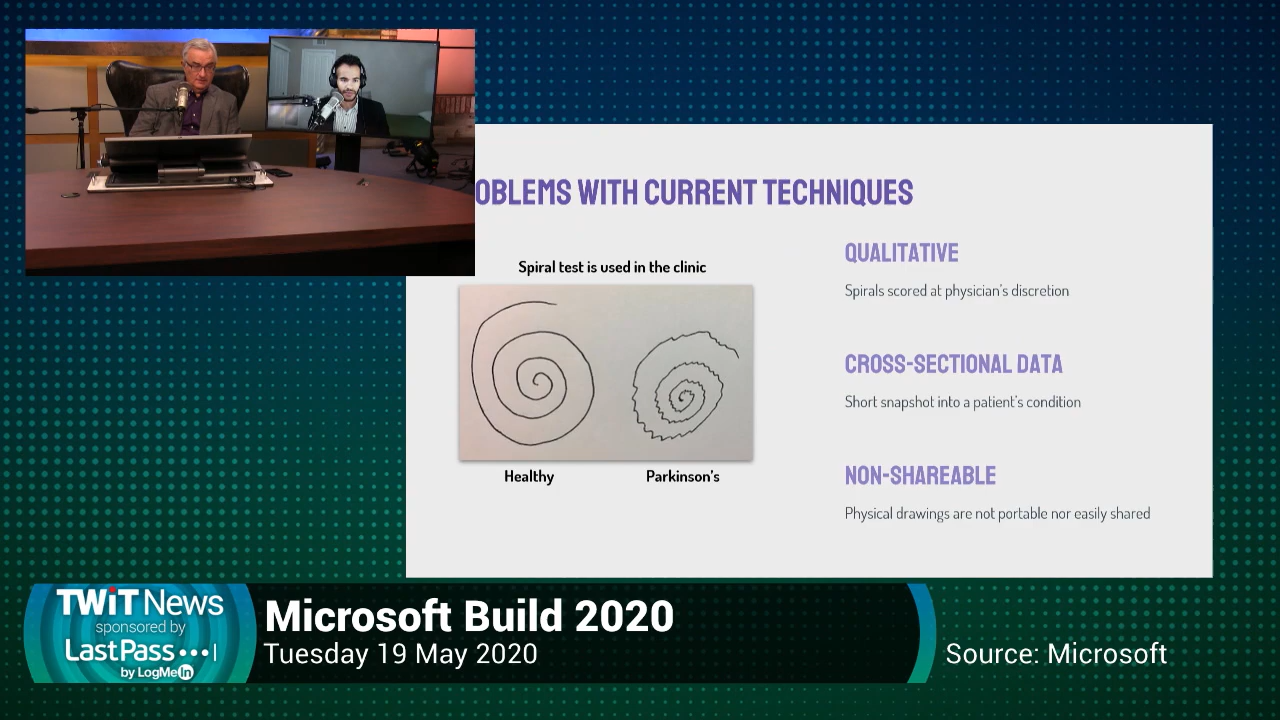 OBLEMS WITH CURRENT TECHNIQUES
Spiral test is used in the clinic
Healthy
Parkinson's
QUALITATIVE
Spirals scored at physician's discretion
CROSS-SECTIONAL DATA
Short snapshot into a patient's condition
NON-SHAREABLE
Physical drawings are not portable nor easily shared
TWiT News
sponsored by
LastPass
by LogMeIn
Microsoft Build 2020
Tuesday 19 May 2020
Source: Microsoft